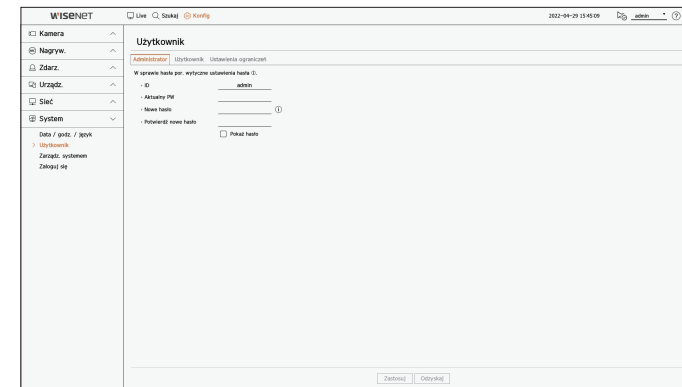 WISENET
Live Szukaj Konfig
2022-04-29 15:45:09 admin ?
Kamera
Nagryw.
Zdarz.
Urządz.
Sieć
System
Data / godz. / język
> Użytkownik
Zarządz. systemem
Zaloguj się
Użytkownik
Administrator Użytkownik Ustawienia ograniczeń
W sprawie hasła por. wytyczne ustawienia hasła ⓘ.
· ID admin
· Aktualny PW
· Nowe hasło
· Potwierdź nowe hasło
Pokaż hasło
Zastosuj Odzyskaj